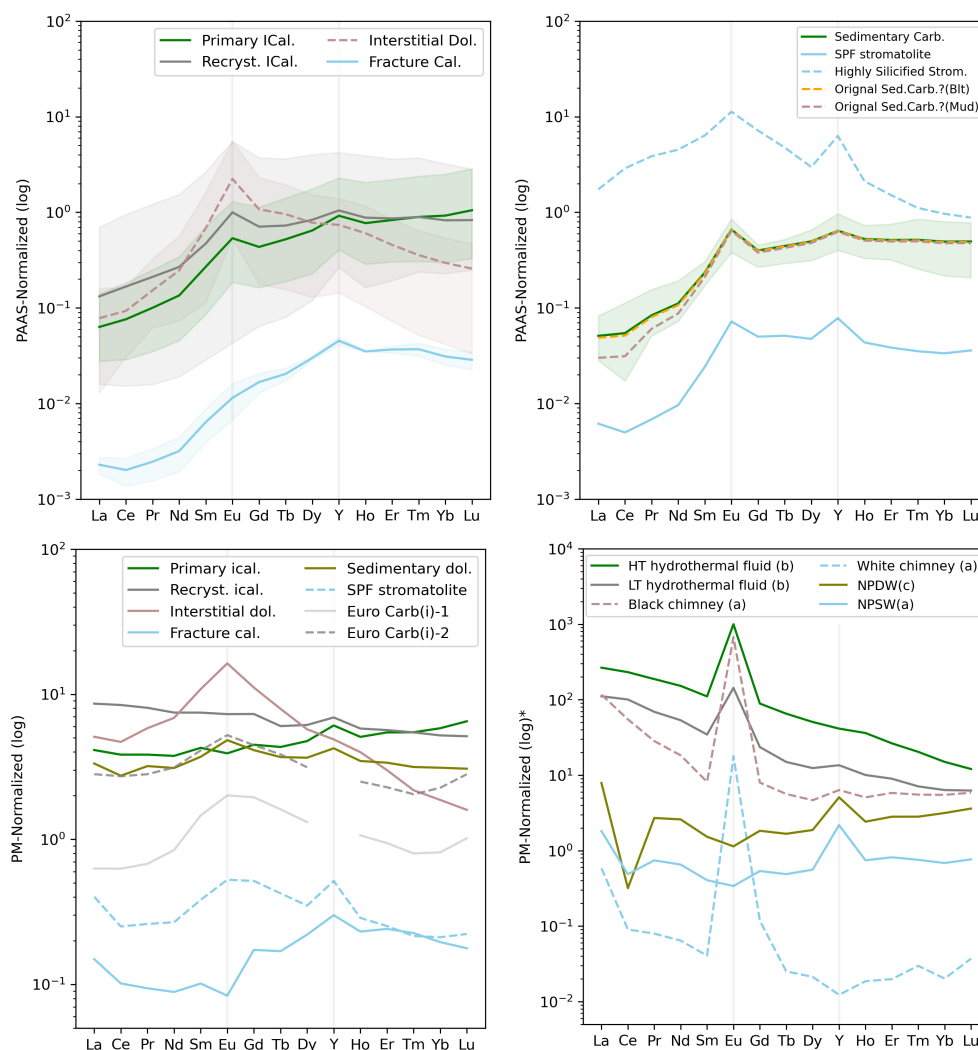 Primary ICal.
Recryst. ICal.
Interstitial Dol.
Fracture Cal.
PAAS-Normalized (log)
10²
10¹
10⁰
10⁻¹
10⁻²
10⁻³
La Ce Pr Nd Sm Eu Gd Tb Dy Y Ho Er Tm Yb Lu
Sedimentary Carb.
SPF stromatolite
Highly Silicified Strom.
Orignal Sed.Carb.?(Blt)
Orignal Sed.Carb.?(Mud)
PAAS-Normalized (log)
10²
10¹
10⁰
10⁻¹
10⁻²
10⁻³
La Ce Pr Nd Sm Eu Gd Tb Dy Y Ho Er Tm Yb Lu
Primary ical.
Recryst. ical.
Interstitial dol.
Fracture cal.
Sedimentary dol.
SPF stromatolite
Euro Carb(i)-1
Euro Carb(i)-2
PM-Normalized (log)
10²
10¹
10⁰
10⁻¹
La Ce Pr Nd Sm Eu Gd Tb Dy Y Ho Er Tm Yb Lu
HT hydrothermal fluid (b)
LT hydrothermal fluid (b)
Black chimney (a)
White chimney (a)
NPDW(c)
NPSW(a)
PM-Normalized (log)*
10⁴
10³
10²
10¹
10⁰
10⁻¹
10⁻²
La Ce Pr Nd Sm Eu Gd Tb Dy Y Ho Er Tm Yb Lu